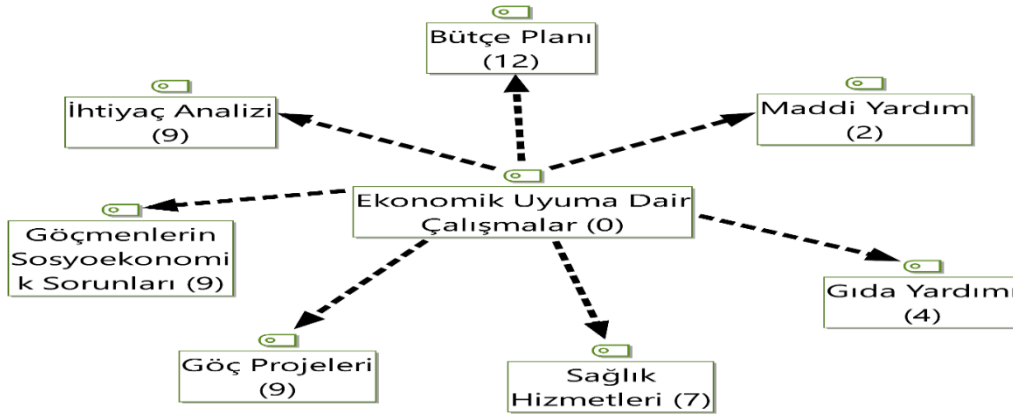 Bütçe Planı
(12)
İhtiyaç Analizi
(9)
Maddi Yardım
(2)
Ekonomik Uyuma Dair
Çalışmalar (0)
Göçmenlerin
Sosyoekonomi
k Sorunları (9)
Gıda Yardımı
(4)
Göç Projeleri
(9)
Sağlık
Hizmetleri (7)